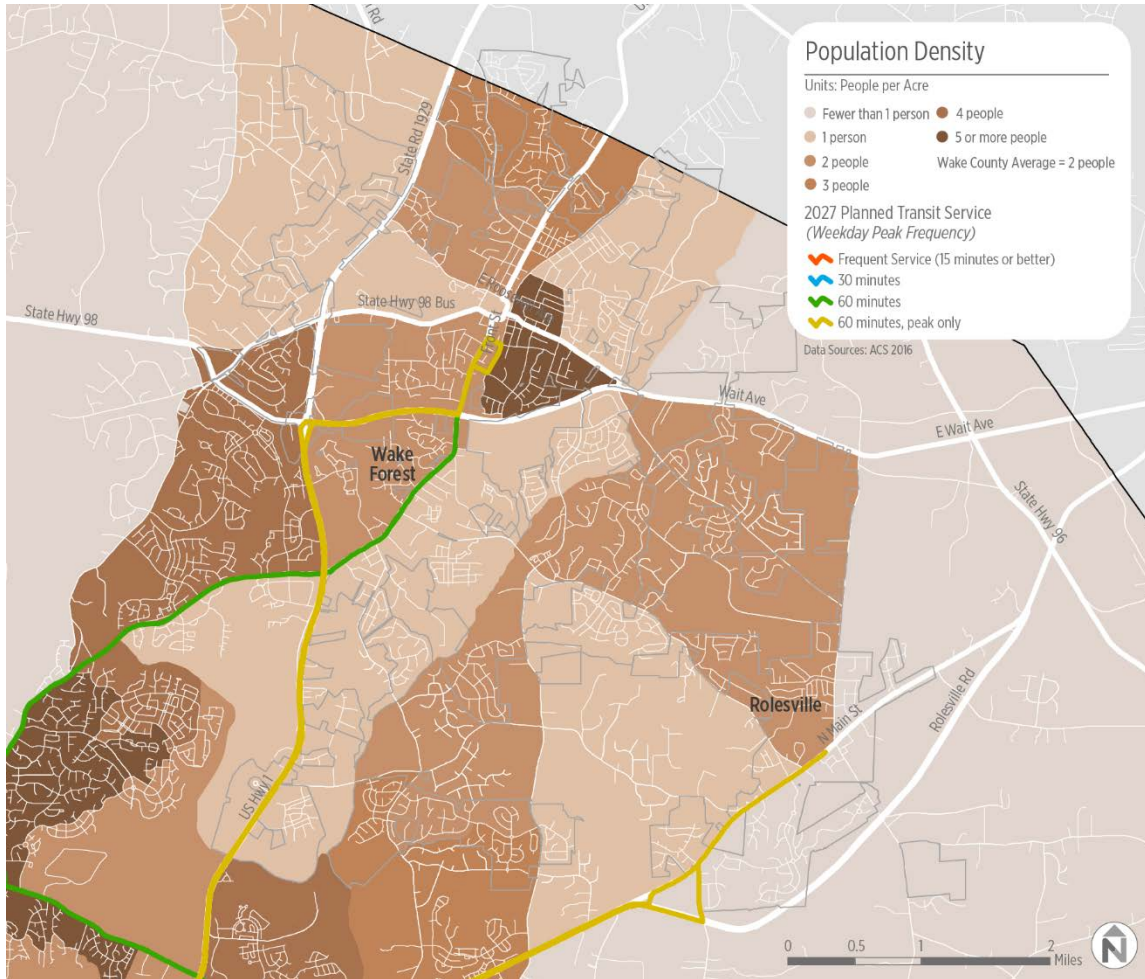 Population Density
Units: People per Acre
Fewer than 1 person
1 person
2 people
3 people
4 people
5 or more people
Wake County Average = 2 people
2027 Planned Transit Service
(Weekday Peak Frequency)
Frequent Service (15 minutes or better)
30 minutes
60 minutes
60 minutes, peak only
Data Sources: ACS 2016
Rd
State Rd 1929
State Hwy 98
State Hwy 98 Bus
Front St
Wait Ave
E Wait Ave
State Hwy 96
Wake
Forest
Rolesville
N Main St
Rolesville Rd
US Hwy 1
0 0.5 1 2
Miles
N